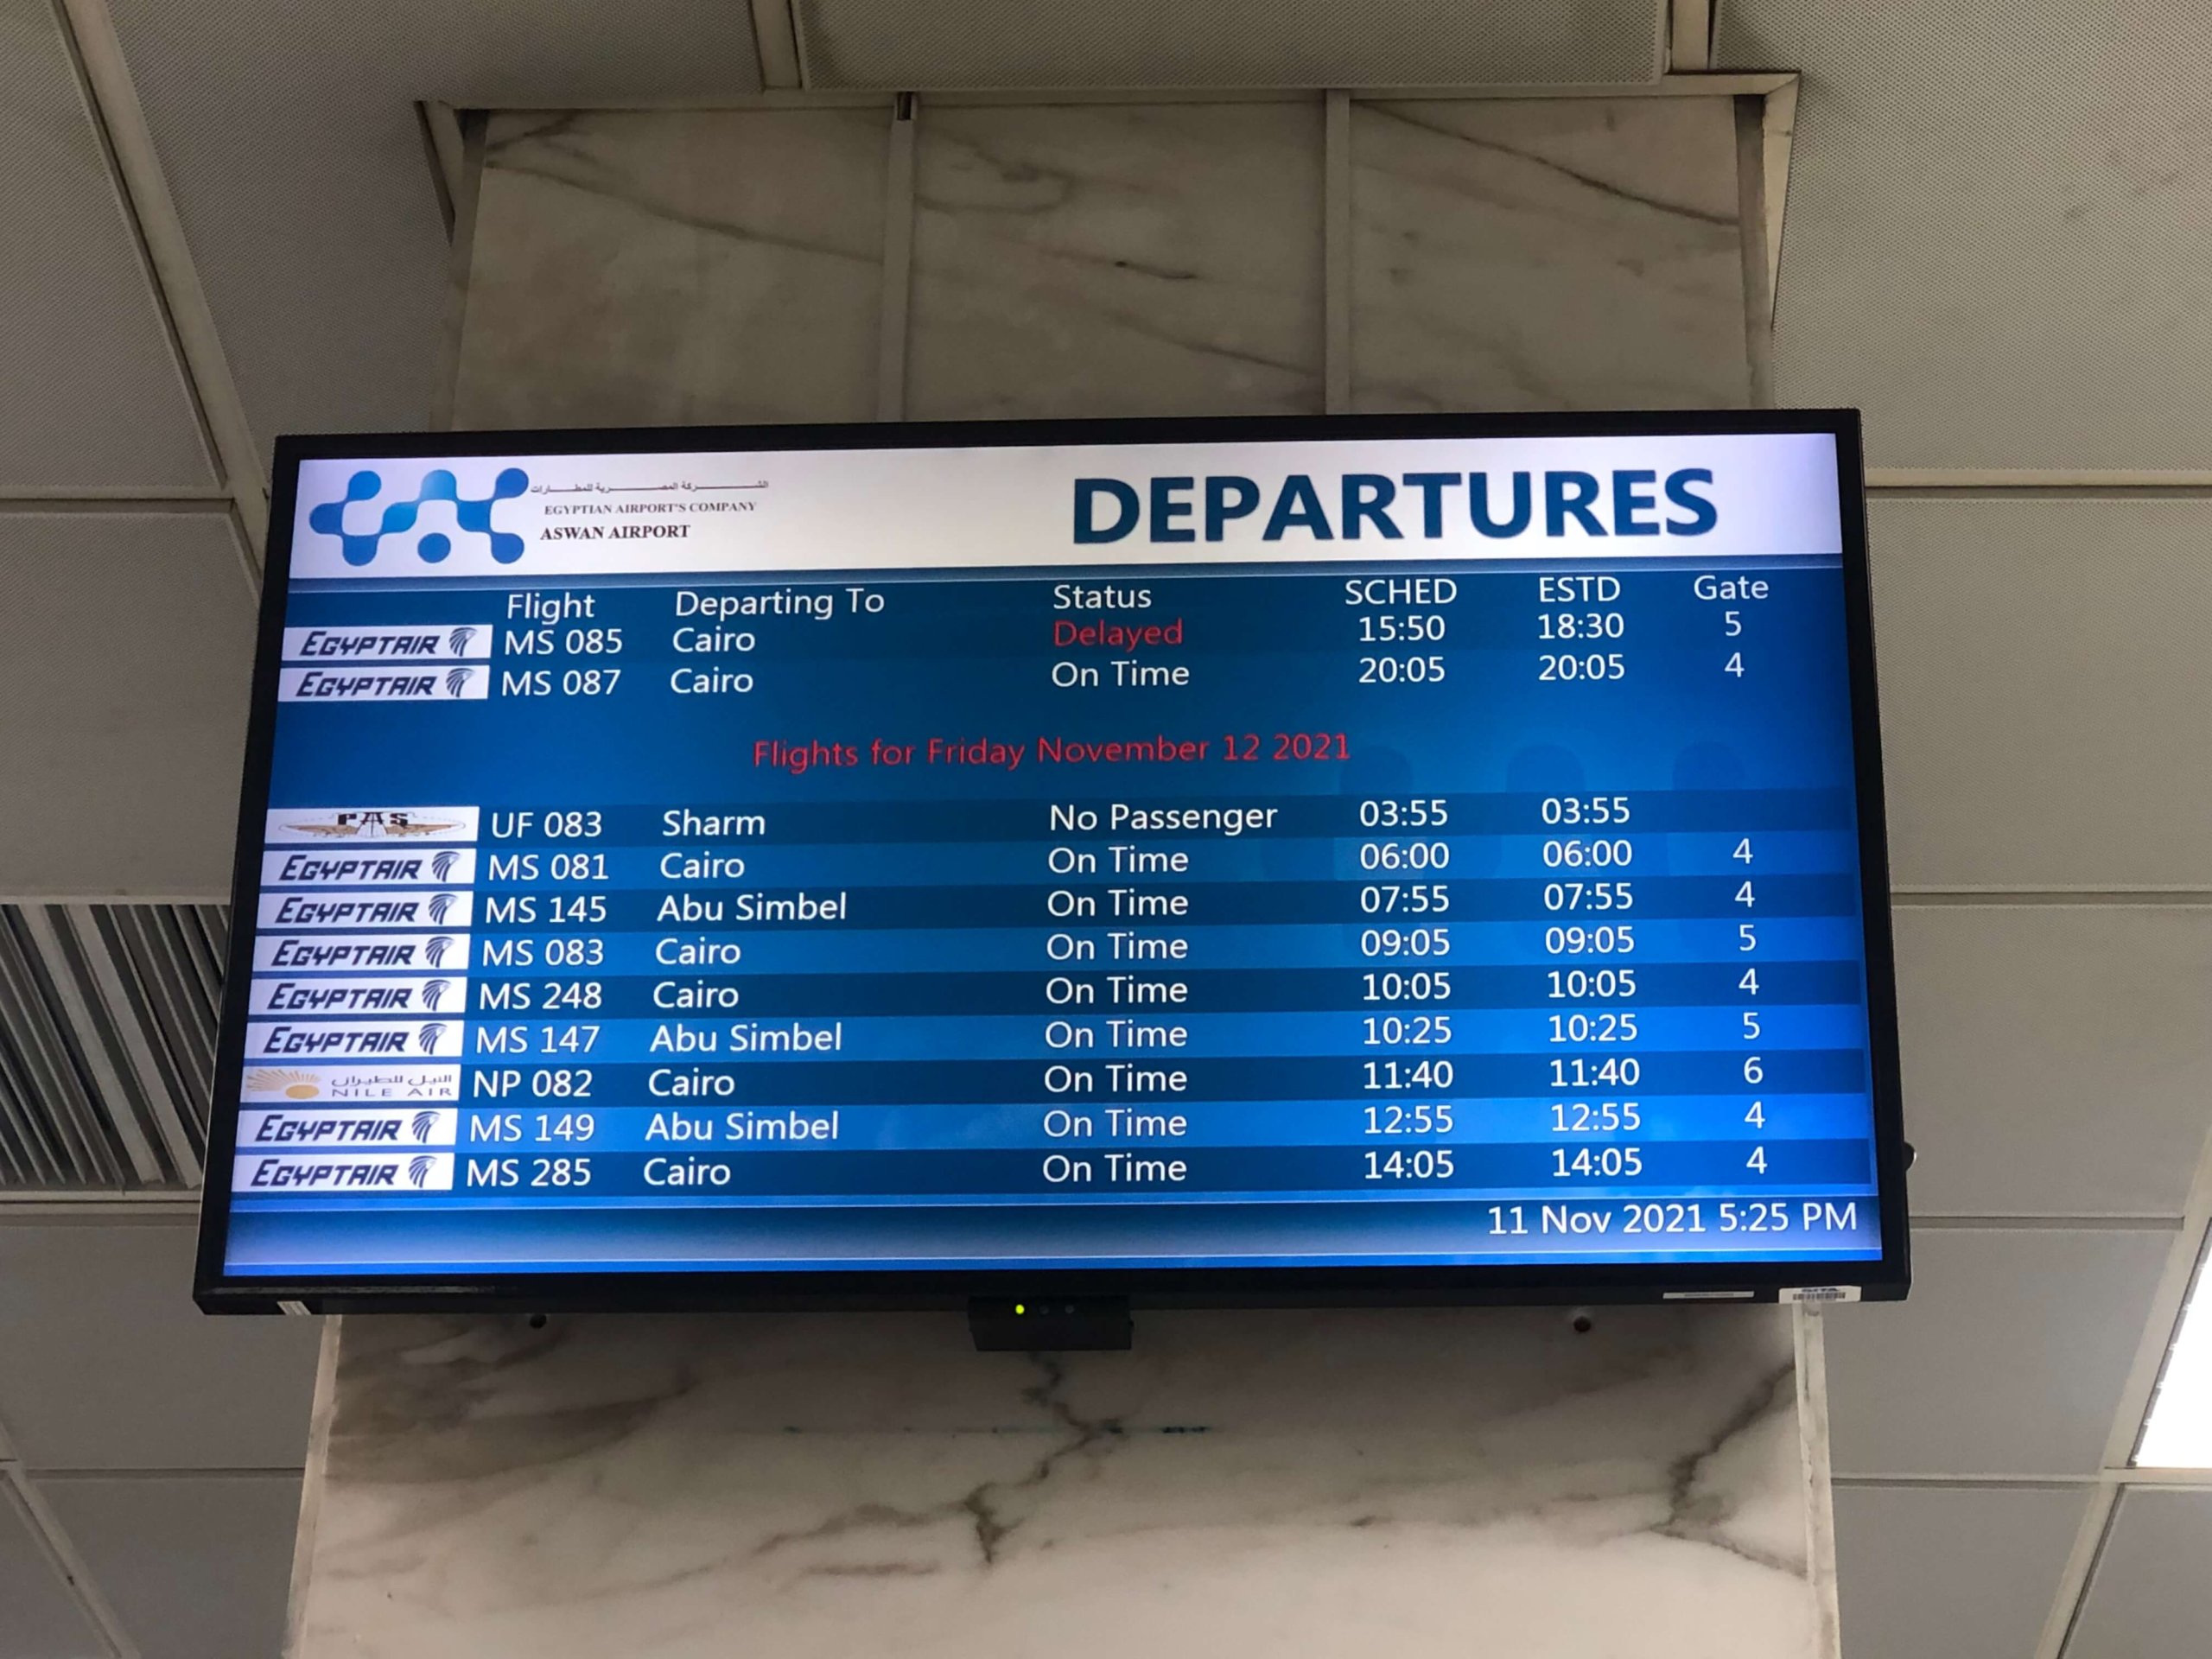 الشركة المصرية للمطارات
EGYPTIAN AIRPORT'S COMPANY
ASWAN AIRPORT
DEPARTURES
Flight Departing To Status SCHED ESTD Gate
EGYPTAIR MS 085 Cairo Delayed 15:50 18:30 5
EGYPTAIR MS 087 Cairo On Time 20:05 20:05 4
Flights for Friday November 12 2021
PAS UF 083 Sharm No Passenger 03:55 03:55
EGYPTAIR MS 081 Cairo On Time 06:00 06:00 4
EGYPTAIR MS 145 Abu Simbel On Time 07:55 07:55 4
EGYPTAIR MS 083 Cairo On Time 09:05 09:05 5
EGYPTAIR MS 248 Cairo On Time 10:05 10:05 4
EGYPTAIR MS 147 Abu Simbel On Time 10:25 10:25 5
النيل للطيران
NILE AIR NP 082 Cairo On Time 11:40 11:40 6
EGYPTAIR MS 149 Abu Simbel On Time 12:55 12:55 4
EGYPTAIR MS 285 Cairo On Time 14:05 14:05 4
11 Nov 2021 5:25 PM